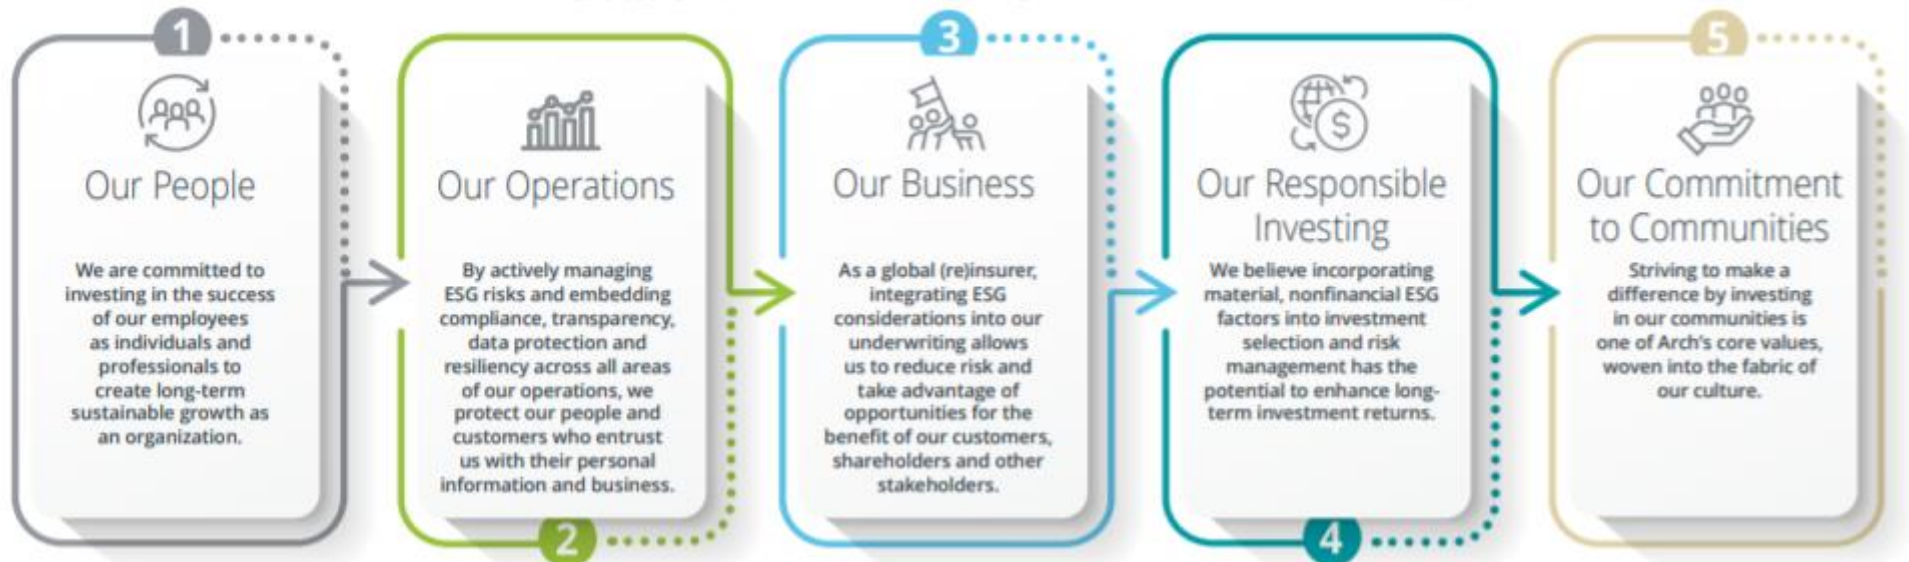 1
Our People
We are committed to
investing in the success
of our employees
as individuals and
professionals to
create long-term
sustainable growth as
an organization.
Our Operations
By actively managing
ESG risks and embedding
compliance, transparency,
data protection and
resiliency across all areas
of our operations, we
protect our people and
customers who entrust
us with their personal
information and business.
2
3
Our Business
As a global (re)insurer,
integrating ESG
considerations into our
underwriting allows
us to reduce risk and
take advantage of
opportunities for the
benefit of our customers,
shareholders and other
stakeholders.
Our Responsible
Investing
We believe incorporating
material, nonfinancial ESG
factors into investment
selection and risk
management has the
potential to enhance long-
term investment returns.
4
5
Our Commitment
to Communities
Striving to make a
difference by investing
in our communities is
one of Arch's core values,
woven into the fabric of
our culture.